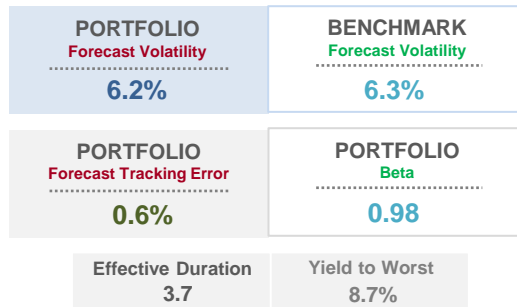 PORTFOLIO
Forecast Volatility
6.2%
BENCHMARK
Forecast Volatility
6.3%
PORTFOLIO
Forecast Tracking Error
0.6%
PORTFOLIO
Beta
0.98
Effective Duration
3.7
Yield to Worst
8.7%